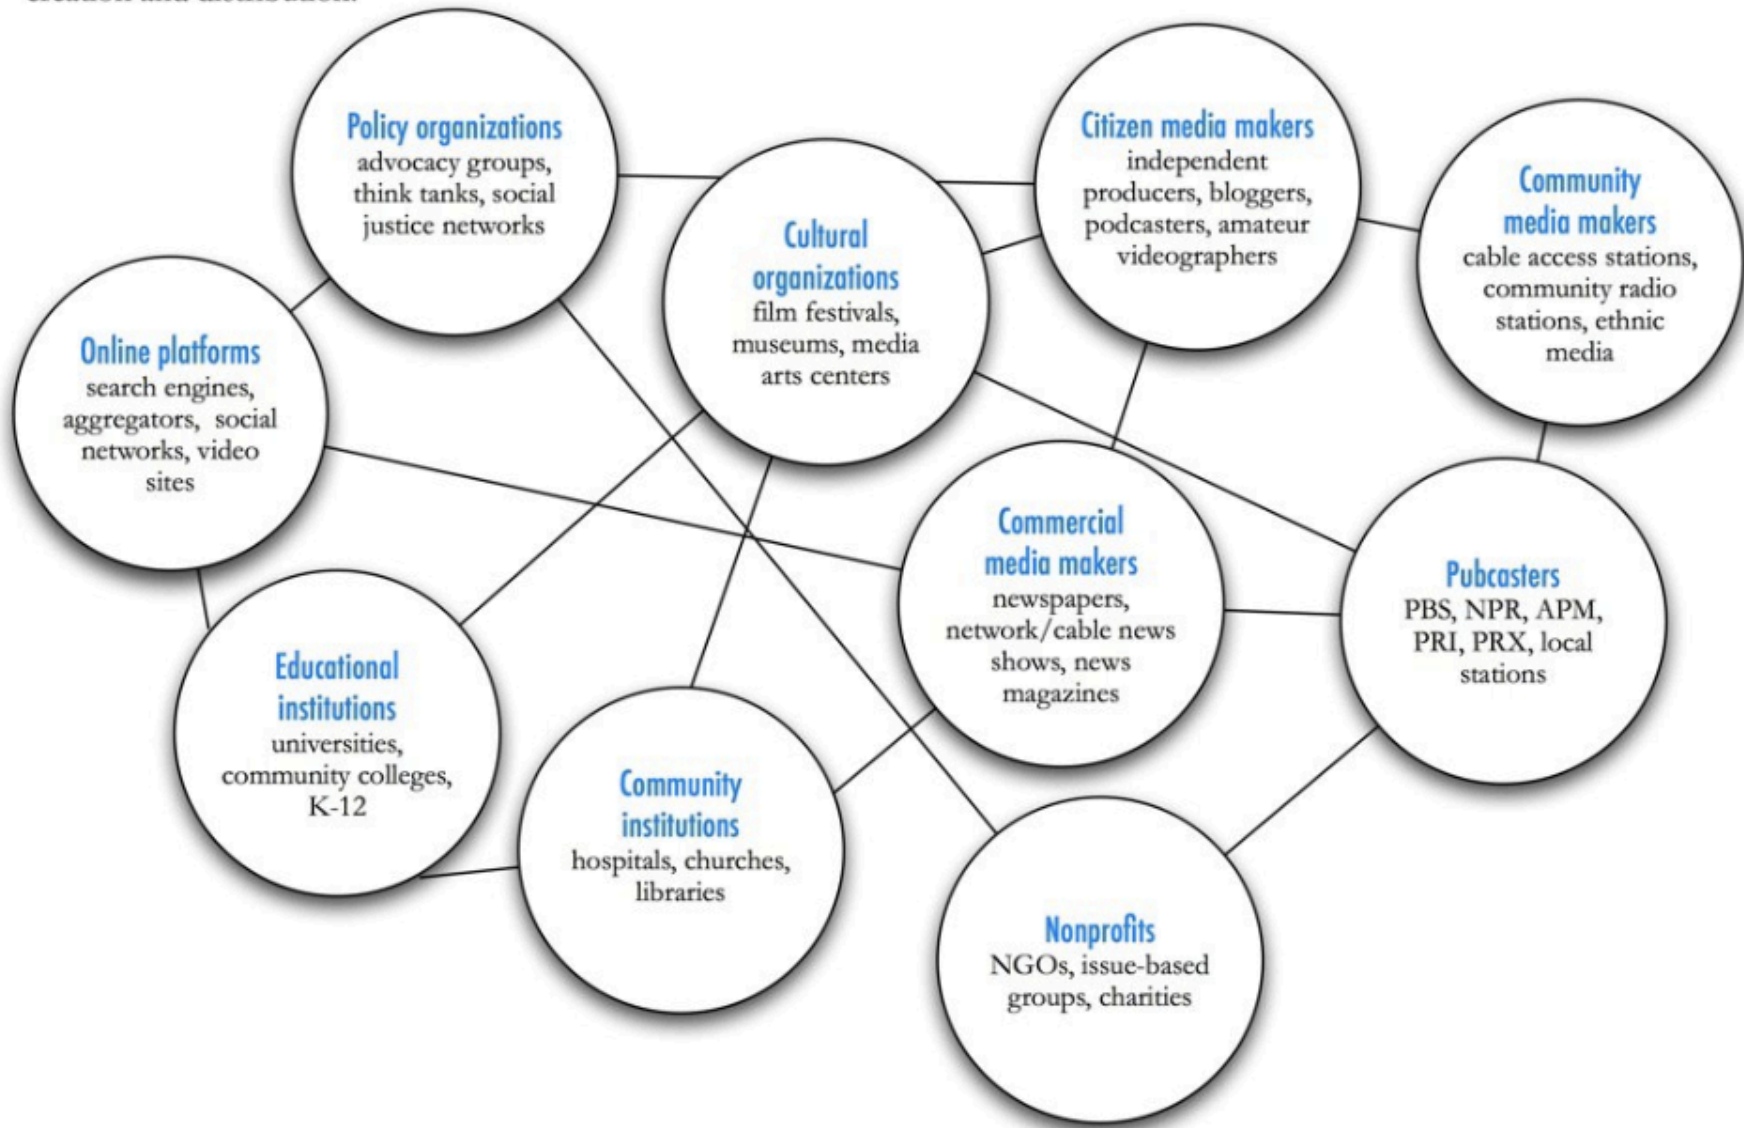 creation and distribution.
Policy organizations
advocacy groups,
think tanks, social
justice networks
Citizen media makers
independent
producers, bloggers,
podcasters, amateur
videographers
Community
media makers
cable access stations,
community radio
stations, ethnic
media
Cultural
organizations
film festivals,
museums, media
arts centers
Online platforms
search engines,
aggregators, social
networks, video
sites
Commercial
media makers
newspapers,
network/cable news
shows, news
magazines
Pubcasters
PBS, NPR, APM,
PRI, PRX, local
stations
Educational
institutions
universities,
community colleges,
K-12
Community
institutions
hospitals, churches,
libraries
Nonprofits
NGOs, issue-based
groups, charities